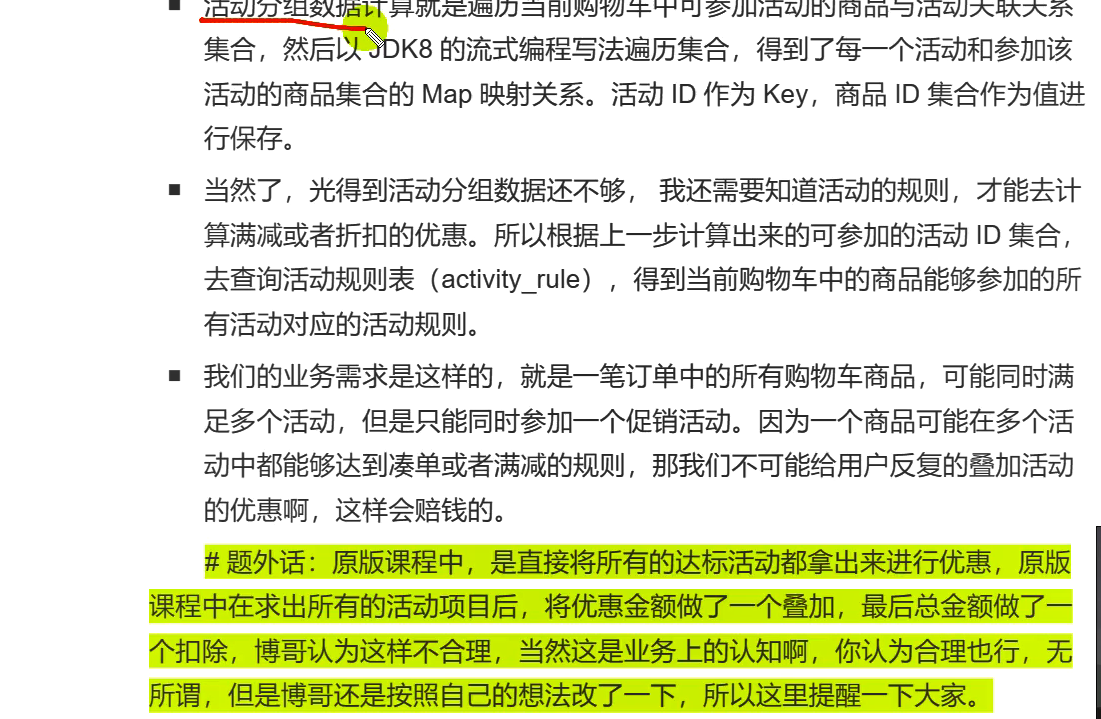 ■ 活动分组数据计算就是遍历当前购物车中可参加活动的商品与活动关联关系
集合，然后以 JDK8 的流式编程写法遍历集合，得到了每一个活动和参加该
活动的商品集合的 Map 映射关系。活动 ID 作为 Key，商品 ID 集合作为值进
行保存。
■ 当然了，光得到活动分组数据还不够， 我还需要知道活动的规则，才能去计
算满减或者折扣的优惠。所以根据上一步计算出来的可参加的活动 ID 集合，
去查询活动规则表（activity_rule），得到当前购物车中的商品能够参加的所
有活动对应的活动规则。
■ 我们的业务需求是这样的，就是一笔订单中的所有购物车商品，可能同时满
足多个活动，但是只能同时参加一个促销活动。因为一个商品可能在多个活
动中都能够达到凑单或者满减的规则，那我们不可能给用户反复的叠加活动
的优惠啊，这样会赔钱的。
# 题外话：原版课程中，是直接将所有的达标活动都拿出来进行优惠，原版
课程中在求出所有的活动项目后，将优惠金额做了一个叠加，最后总金额做了一
个扣除，博哥认为这样不合理，当然这是业务上的认知啊，你认为合理也行，无
所谓，但是博哥还是按照自己的想法改了一下，所以这里提醒一下大家。